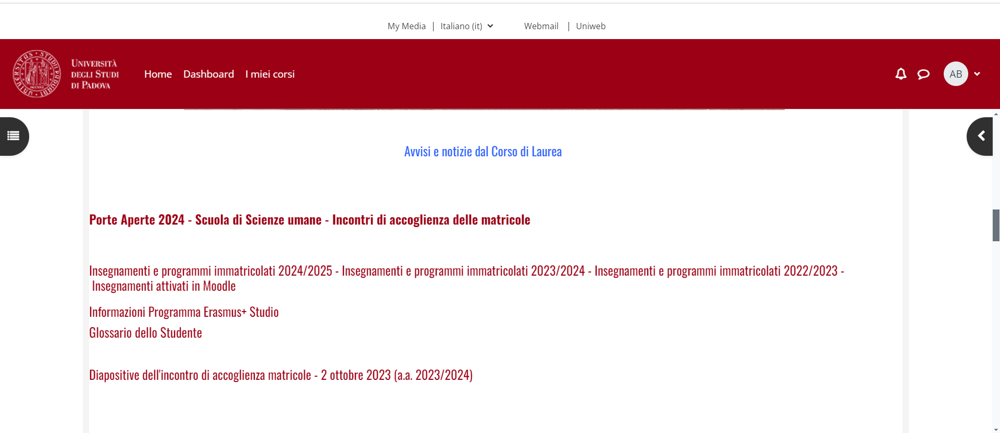 My Media | Italiano (it)
Webmail | Uniweb
UNIVERSITÀ
DEGLI STUDI
DI PADOVA
Home Dashboard I miei corsi
AB
Avvisi e notizie dal Corso di Laurea
Porte Aperte 2024 - Scuola di Scienze umane - Incontri di accoglienza delle matricole
Insegnamenti e programmi immatricolati 2024/2025 - Insegnamenti e programmi immatricolati 2023/2024 - Insegnamenti e programmi immatricolati 2022/2023 -
Insegnamenti attivati in Moodle
Informazioni Programma Erasmus+ Studio
Glossario dello Studente
Diapositive dell'incontro di accoglienza matricole - 2 ottobre 2023 (a.a. 2023/2024)